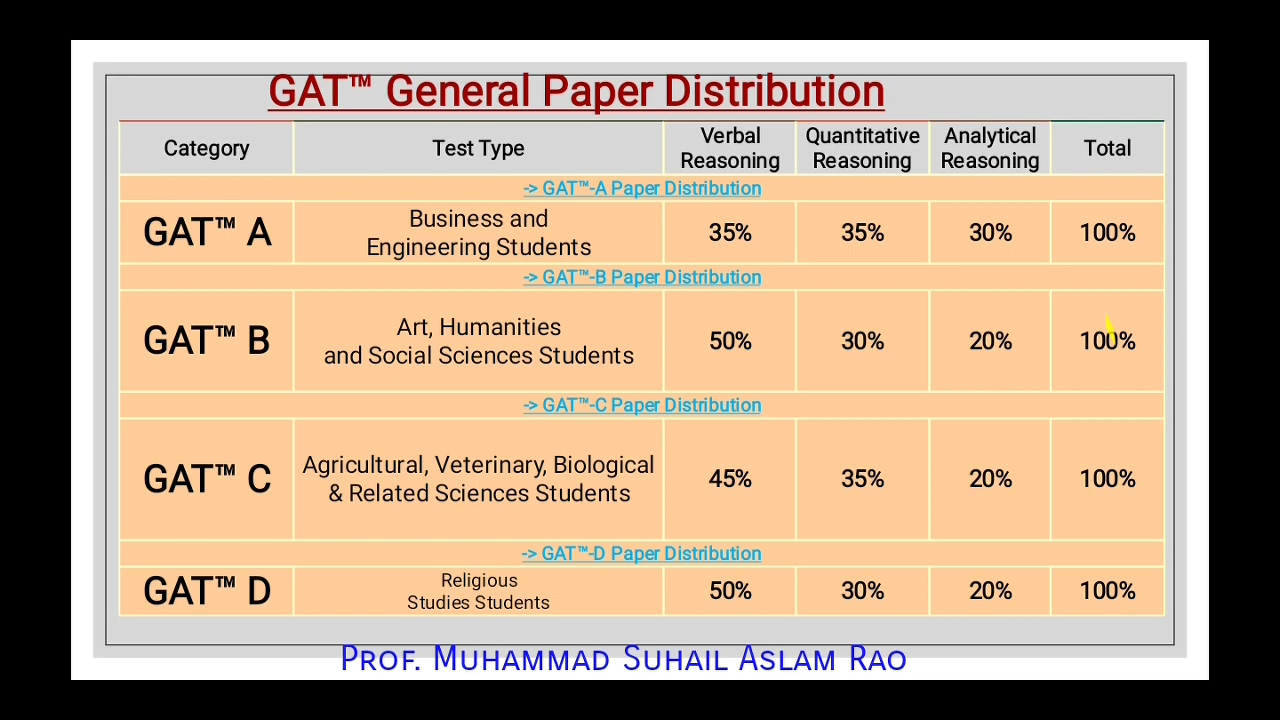 GAT™ General Paper Distribution
Category Test Type Verbal Reasoning Quantitative Reasoning Analytical Reasoning Total
-> GAT™-A Paper Distribution
GAT™ A Business and Engineering Students 35% 35% 30% 100%
-> GAT™-B Paper Distribution
GAT™ B Art, Humanities and Social Sciences Students 50% 30% 20% 100%
-> GAT™-C Paper Distribution
GAT™ C Agricultural, Veterinary, Biological & Related Sciences Students 45% 35% 20% 100%
-> GAT™-D Paper Distribution
GAT™ D Religious Studies Students 50% 30% 20% 100%
Prof. Muhammad Suhail Aslam Rao